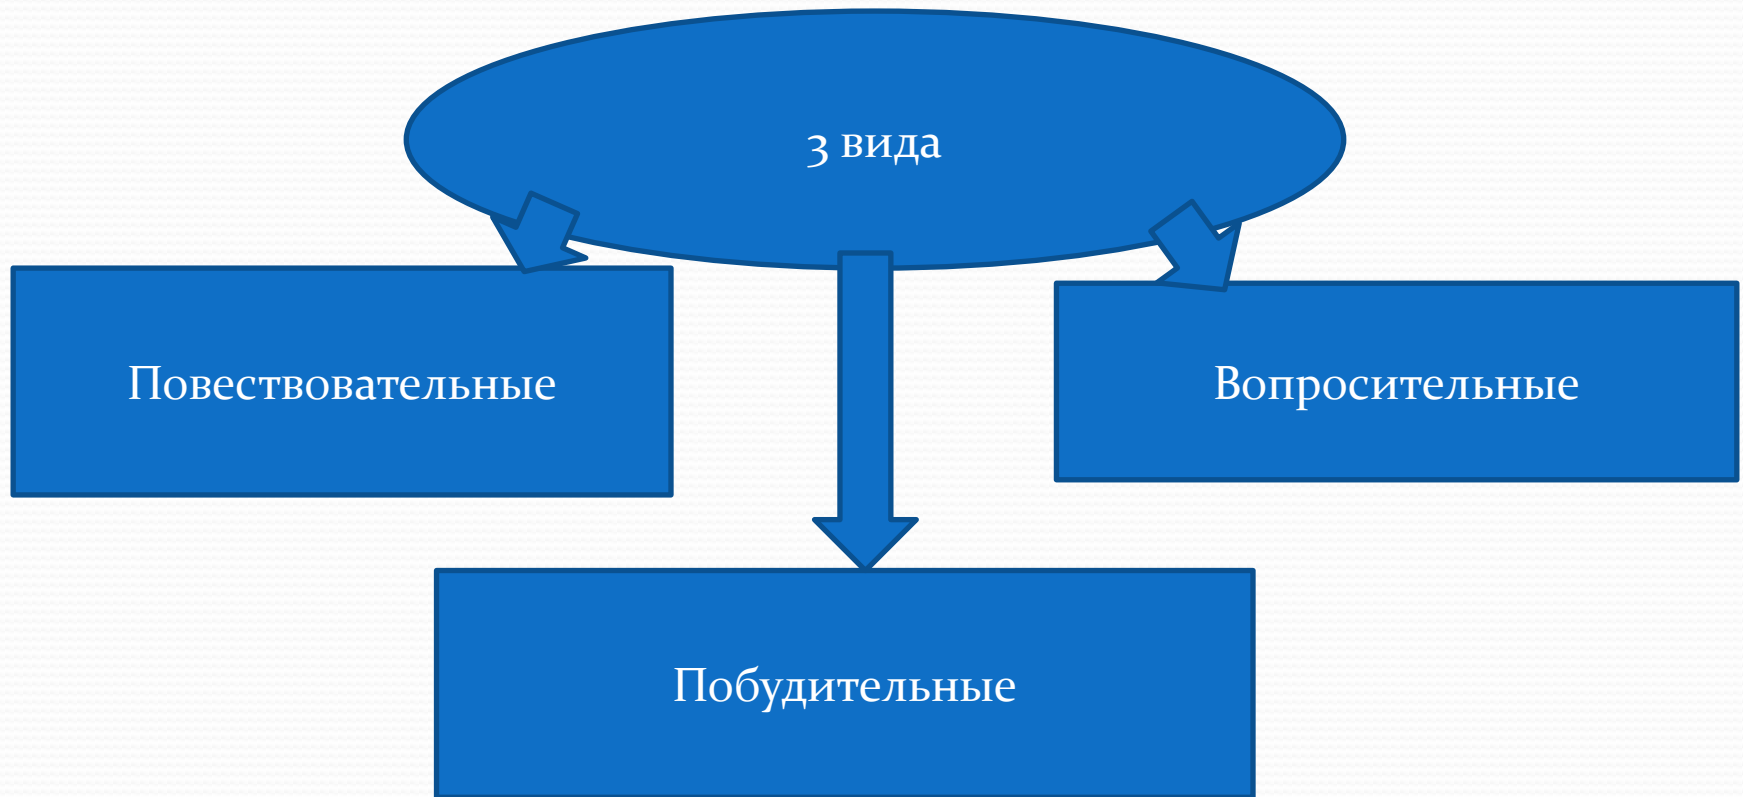 3 вида
Повествовательные
Вопросительные
Побудительные